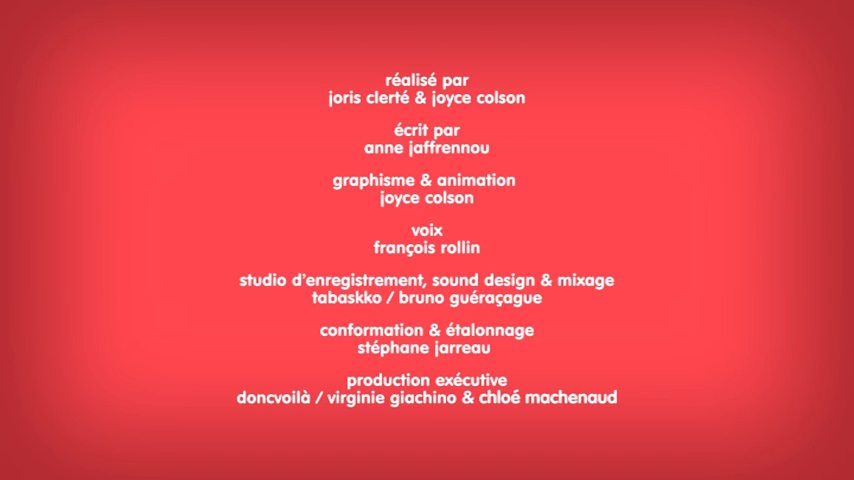 réalisé par
joris clerté & joyce colson
écrit par
anne jaffrennou
graphisme & animation
joyce colson
voix
françois rollin
studio d'enregistrement, sound design & mixage
tabaskko / bruno guéraçague
conformation & étalonnage
stéphane jarreau
production exécutive
doncvoilà / virginie giachino & chloé machenaud